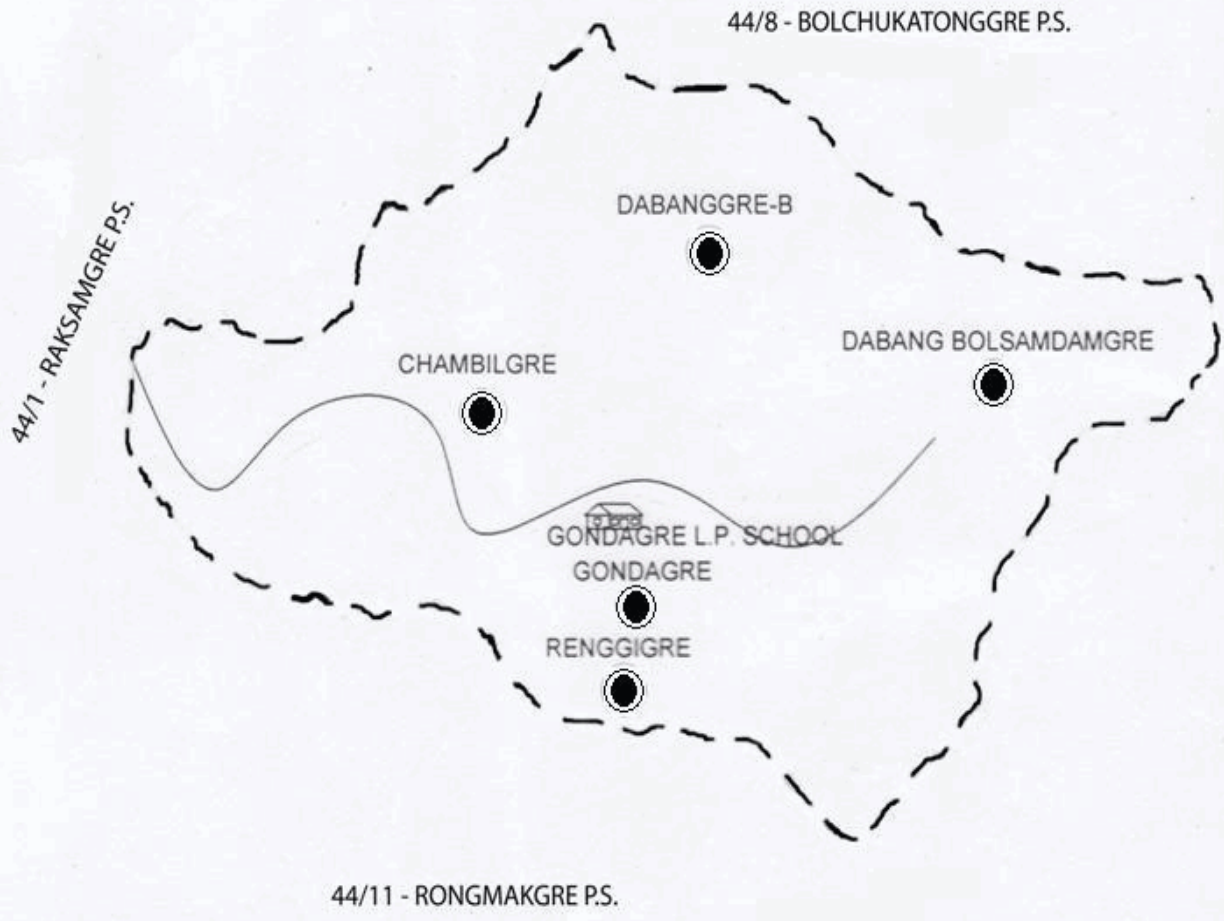 44/8 - BOLCHUKATONGGRE P.S.
DABANGGRE-B
44/1 - RAKSAMGRE P.S.
DABANG BOLSAMDAMGRE
CHAMBILGRE
GONDAGRE L.P. SCHOOL
GONDAGRE
RENGGIGRE
44/11 - RONGMAKGRE P.S.